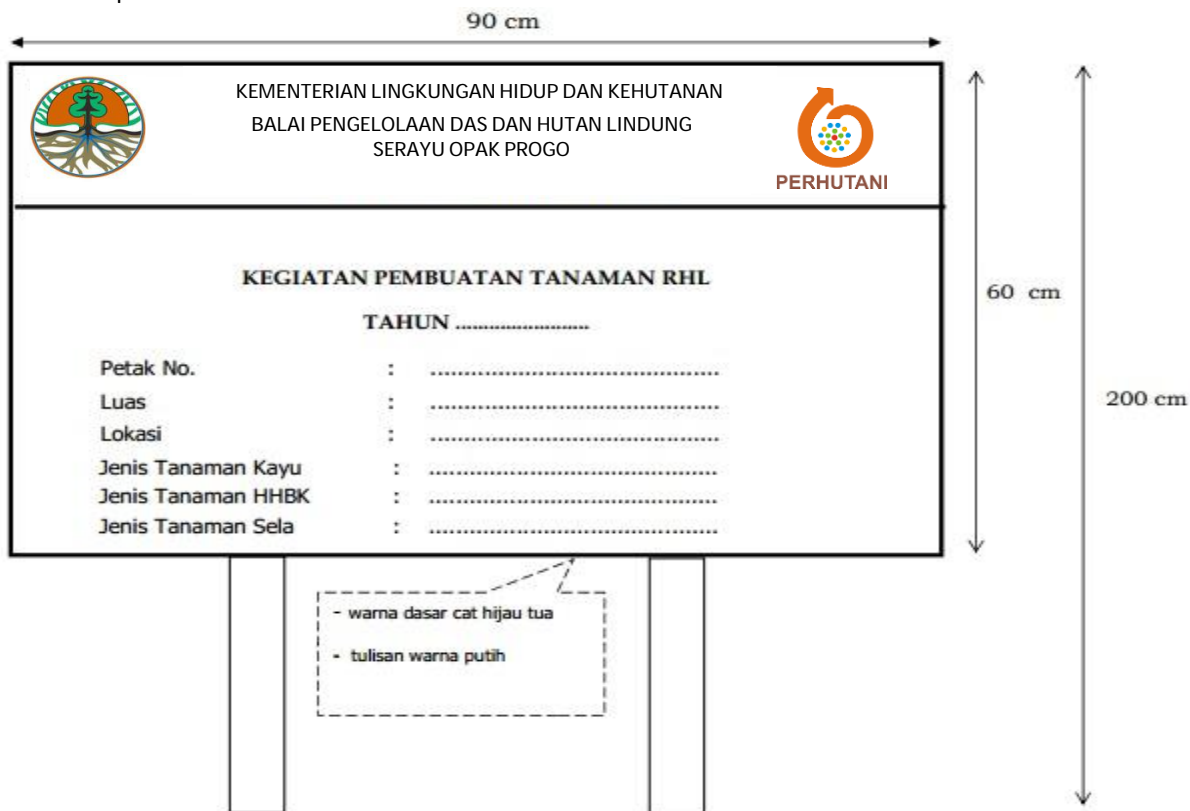 90 cm
KEMENTERIAN LINGKUNGAN HIDUP DAN KEHUTANAN
BALAI PENGELOLAAN DAS DAN HUTAN LINDUNG
SERAYU OPAK PROGO
PERHUTANI
KEGIATAN PEMBUATAN TANAMAN RHL
TAHUN ..........................
60 cm
Petak No. : ...........................................
Luas : ...........................................
200 cm
Lokasi : ...........................................
Jenis Tanaman Kayu : ...........................................
Jenis Tanaman HHBK : ...........................................
Jenis Tanaman Sela : ...........................................
- warna dasar cat hijau tua
- tulisan warna putih